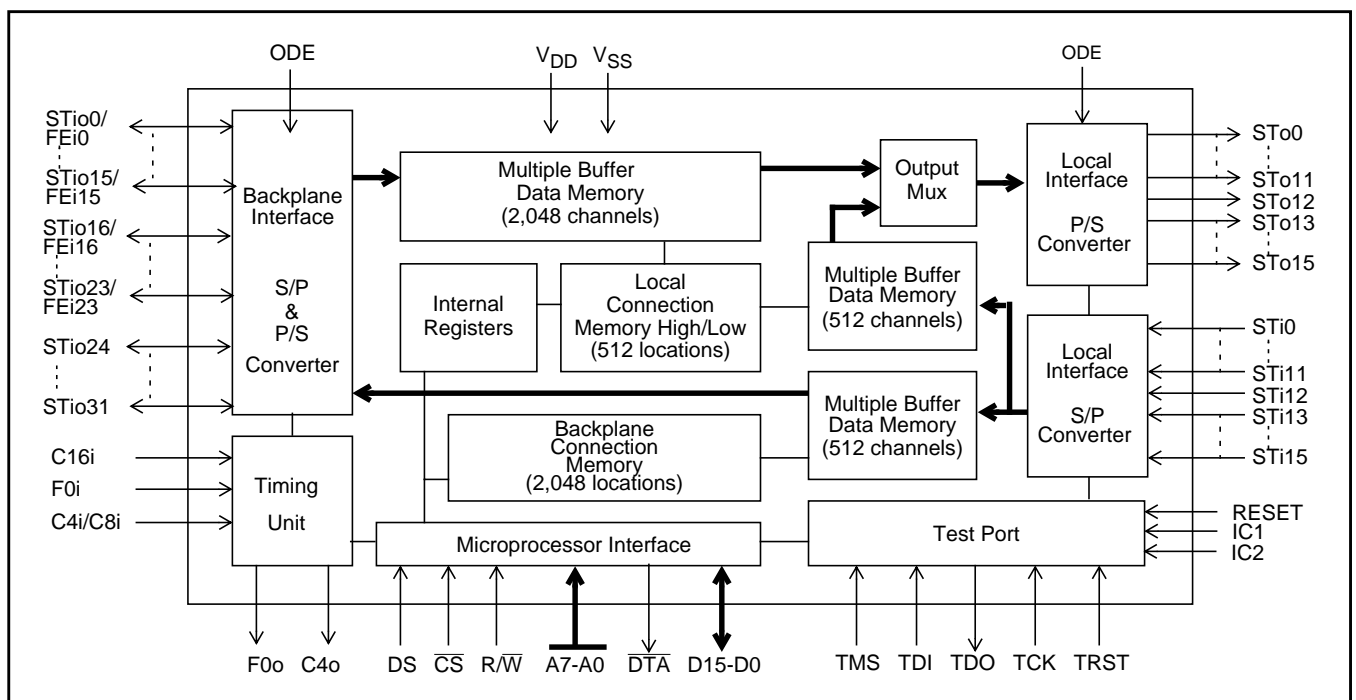 ODE
VDD
VSS
ODE
STio0/
FEi0
STio15/
FEi15
STio16/
FEi16
STio23/
FEi23
STio24
STio31
C16i
F0i
C4i/C8i
Backplane
Interface
S/P
&
P/S
Converter
Timing
Unit
Multiple Buffer
Data Memory
(2,048 channels)
Internal
Registers
Local
Connection
Memory High/Low
(512 locations)
Output
Mux
Multiple Buffer
Data Memory
(512 channels)
Multiple Buffer
Data Memory
(512 channels)
Backplane
Connection
Memory
(2,048 locations)
Microprocessor Interface
Local
Interface
P/S
Converter
Local
Interface
S/P
Converter
Test Port
STo0
STo11
STo12
STo13
STo15
STi0
STi11
STi12
STi13
STi15
RESET
IC1
IC2
F0o
C4o
DS
C̅S̅
R/W̅
A7-A0
D̅T̅A̅
D15-D0
TMS
TDI
TDO
TCK
TRST